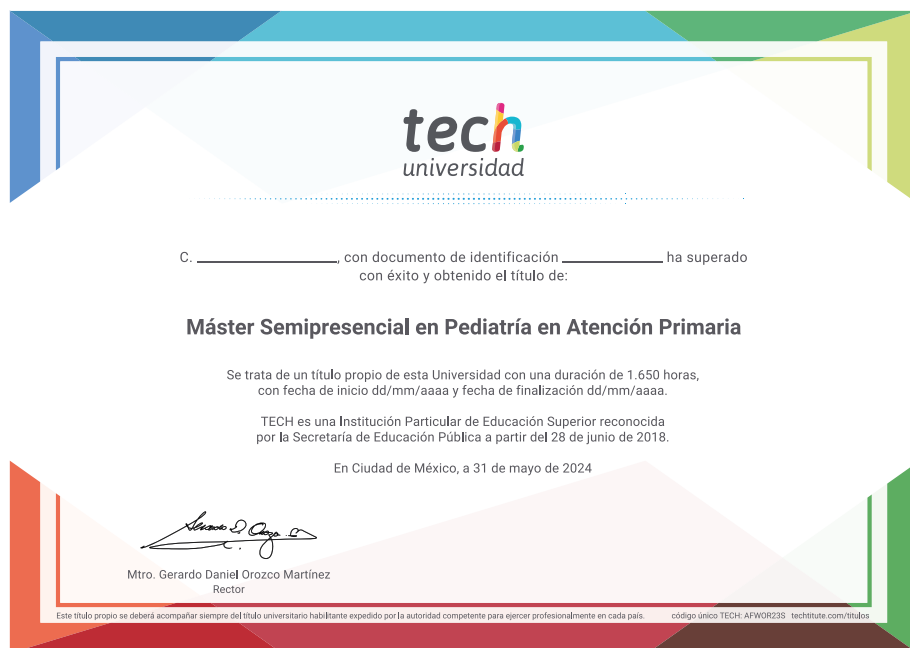 tech
universidad
C. ____________, con documento de identificación ____________ ha superado
con éxito y obtenido el título de:
Máster Semipresencial en Pediatría en Atención Primaria
Se trata de un título propio de esta Universidad con una duración de 1.650 horas,
con fecha de inicio dd/mm/aaaa y fecha de finalización dd/mm/aaaa.
TECH es una Institución Particular de Educación Superior reconocida
por la Secretaría de Educación Pública a partir del 28 de junio de 2018.
En Ciudad de México, a 31 de mayo de 2024
Mtro. Gerardo Daniel Orozco Martínez
Rector
Este título propio se deberá acompañar siempre del título universitario habilitante expedido por la autoridad competente para ejercer profesionalmente en cada país. código único TECH: AFWOR23S techtitute.com/titulos